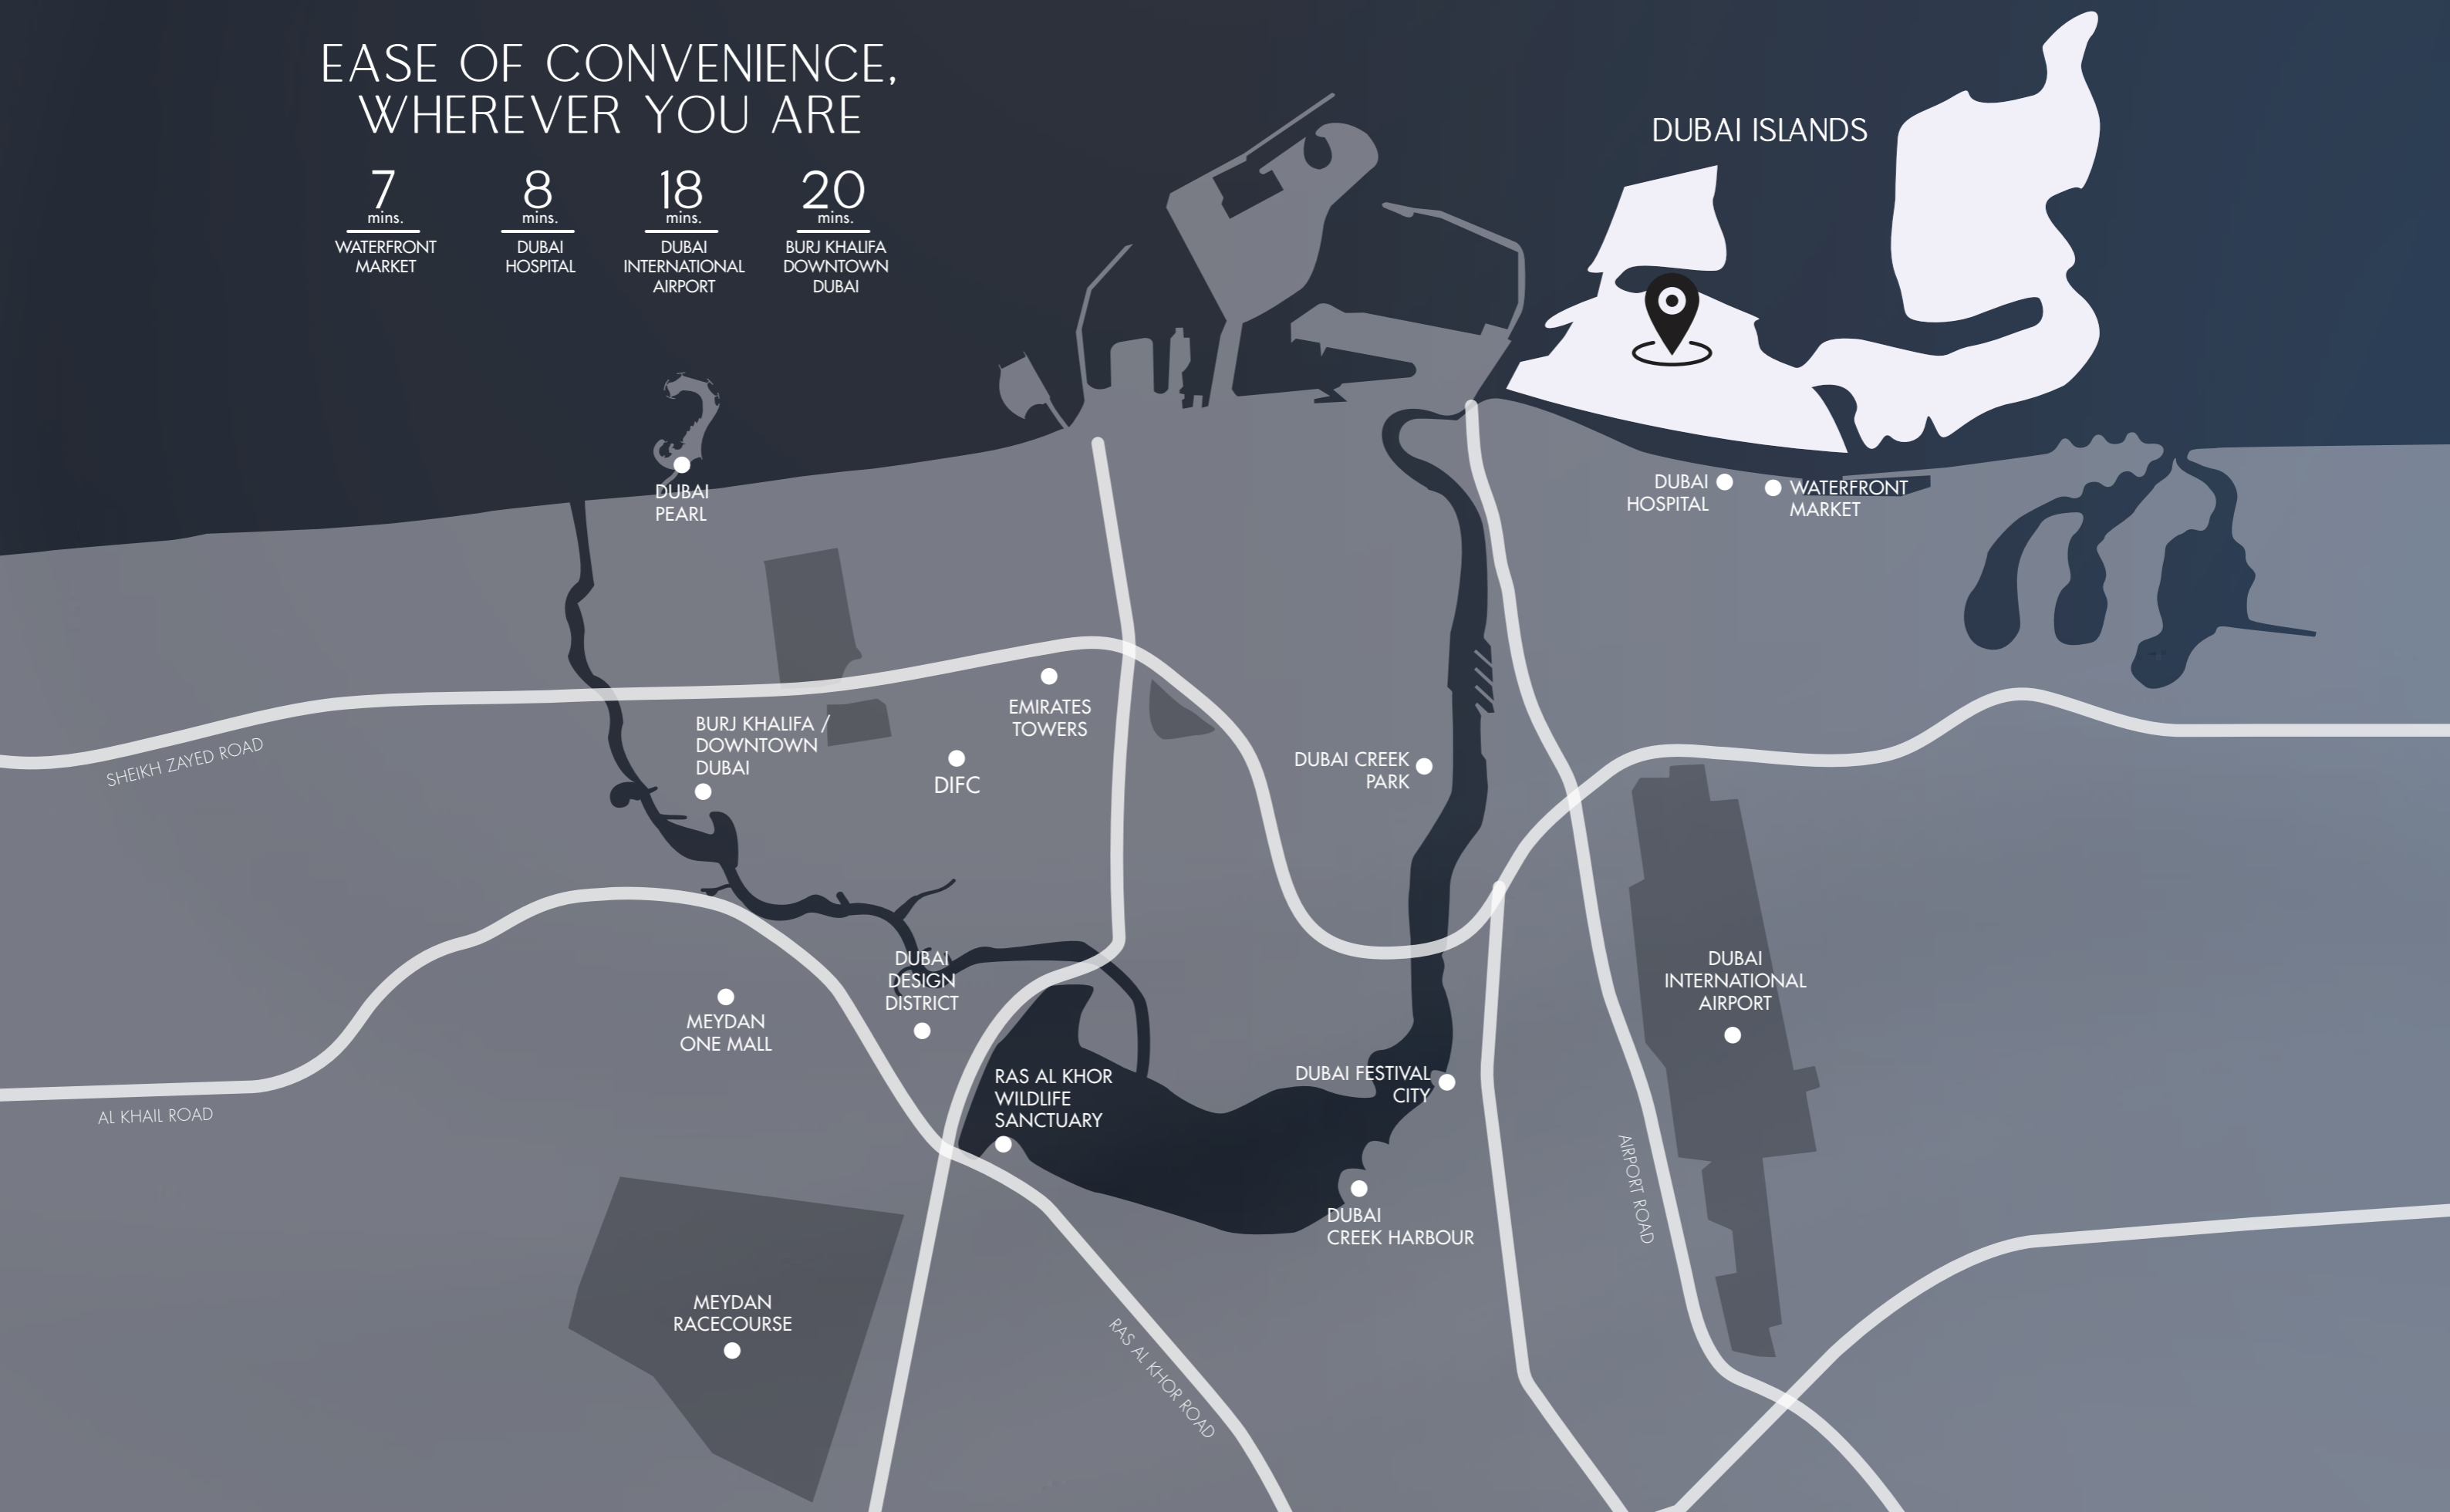 EASE OF CONVENIENCE,
WHEREVER YOU ARE
7
mins.
WATERFRONT
MARKET
8
mins.
DUBAI
HOSPITAL
18
mins.
DUBAI
INTERNATIONAL
AIRPORT
20
mins.
BURJ KHALIFA
DOWNTOWN
DUBAI
DUBAI ISLANDS
DUBAI
PEARL
DUBAI
HOSPITAL
WATERFRONT
MARKET
SHEIKH ZAYED ROAD
BURJ KHALIFA /
DOWNTOWN
DUBAI
EMIRATES
TOWERS
DIFC
DUBAI CREEK
PARK
DUBAI
DESIGN
DISTRICT
DUBAI
INTERNATIONAL
AIRPORT
MEYDAN
ONE MALL
AL KHAIL ROAD
RAS AL KHOR
WILDLIFE
SANCTUARY
DUBAI FESTIVAL
CITY
DUBAI
CREEK HARBOUR
AIRPORT ROAD
MEYDAN
RACECOURSE
RAS AL KHOR ROAD